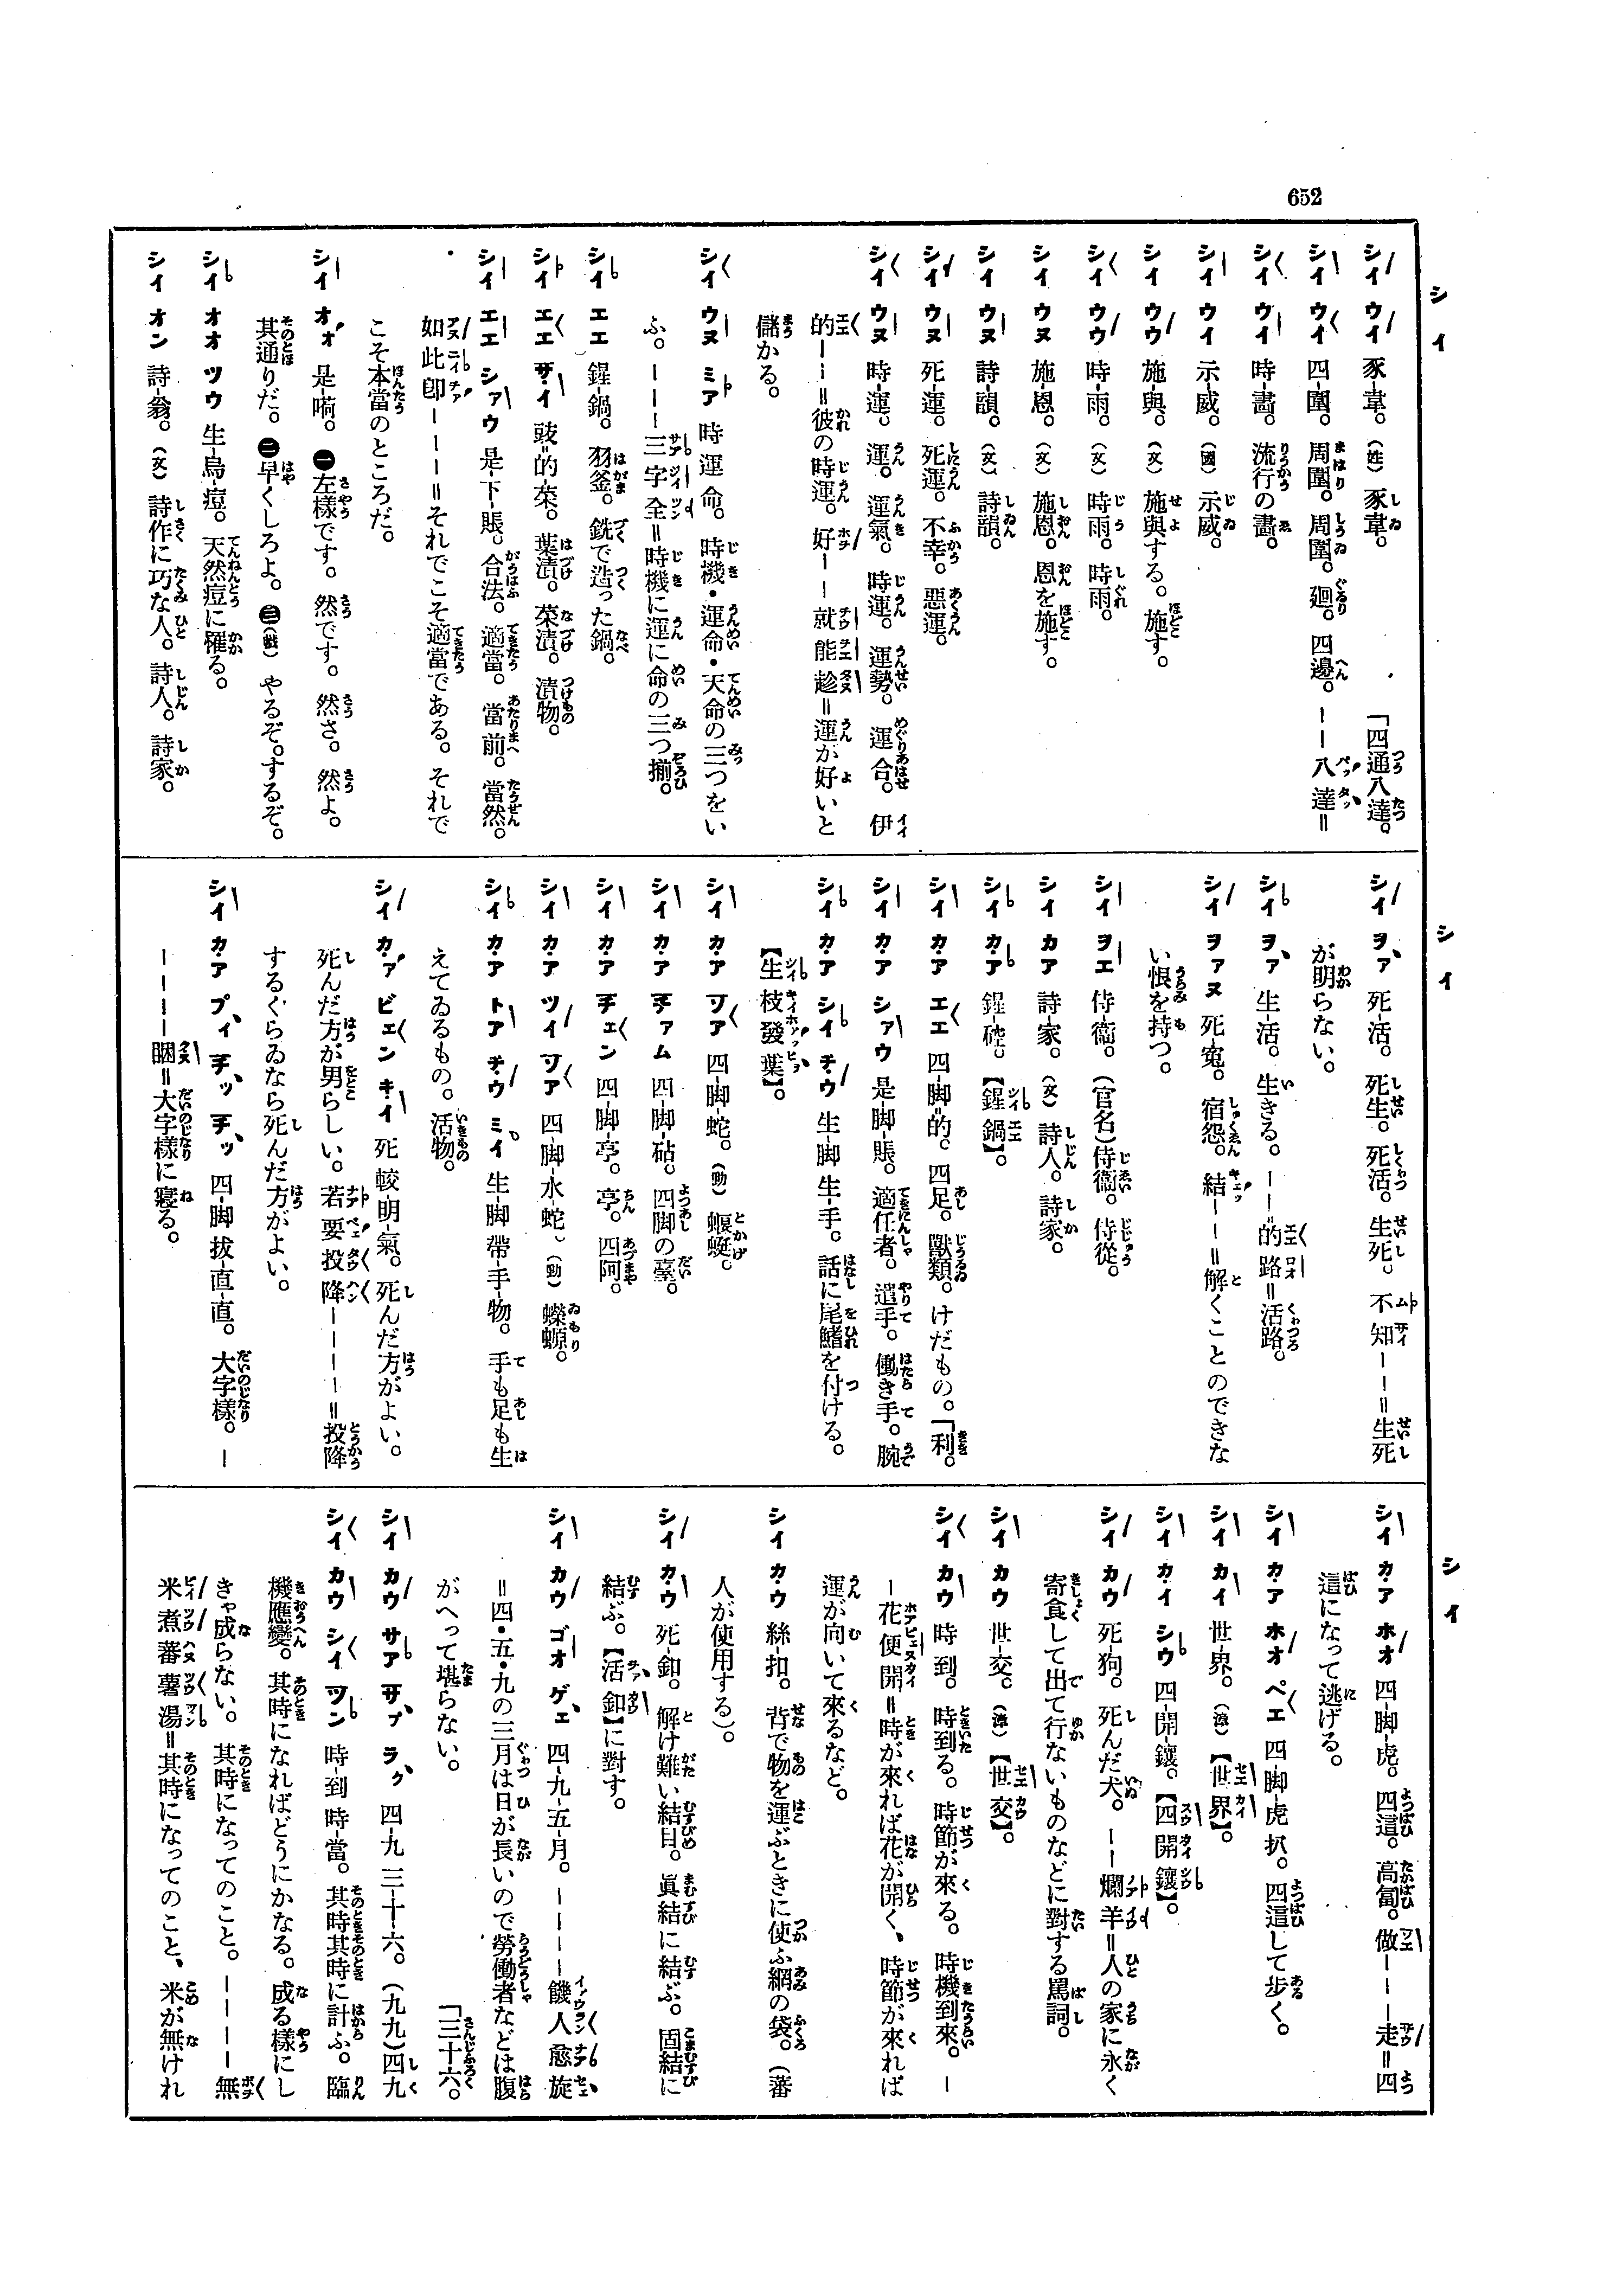 652
シイ
シイ ウイ 豕-韋。(姓) 豕韋。
シイ ウイ 四-圍。 周圍。周圍。廻。四邊。——八達=「四通八達。
シイ ウイ 時-畵。 流行の畵。
シイ ウイ 示-威。(國) 示威。
シイ ウウ 施-與。(文) 施與する。施す。
シイ ウウ 時-雨。(文) 時雨。時雨。
シイ ウヌ 施-恩。(文) 施恩。恩を施す。
シイ ウヌ 詩-韻。(文) 詩韻。
シイ ウヌ 死-運。 死運。不幸。惡運。
シイ ウヌ 時-運。 運。運氣。時運。運勢。運合。伊
的——=彼の時運。好——就能趁=運が好いと
儲かる。
シイ ウヌ ミア 時 運 命。 時機・運命・天命の三つをい
ふ。———三字全=時機に運に命の三つ揃。
シイ エエ 鍟-鍋。 羽釜。銑で造った鍋。
シイ エエ サイ 豉=的-菜。 葉漬。菜漬。漬物。
シイ エエ シァウ 是-下-賬。 合法。適當。當前。當然。
如此卽———=それでこそ適當である。それで
こそ本當のところだ。
シイ オオ 是-嗬。 ㊀左樣です。然です。然さ。然よ。
其通りだ。㊁早くしろよ。㊂(戲) やるぞ。するぞ。
シイ オオ ツウ 生-烏-痘。 天然痘に罹る。
シイ オン 詩-翁。(文) 詩作に巧な人。詩人。詩家。
シイ
シイ ヲァ 死-活。 死生。死活。生死。不知——=生死
が明らない。
シイ ヲァ 生-活。 生きる。——=的路=活路。
シイ ヲァヌ 死-寃。 宿怨。結——=解くことのできな
い恨を持つ。
シイ ヲエ 侍-衞。 (官名)侍衞。侍從。
シイ カア 詩-家。(文) 詩人。詩家。
シイ カア 鍟-硿。【鍟鍋】。
シイ カア エエ 四-脚=的。 四足。獸類。けだもの。「利。
シイ カア シァウ 是-脚-賬。 適任者。遣手。働き手。腕
シイ カア シイ チウ 生-脚 生-手。 話に尾鰭を付ける。
【生枝發葉】。
シイ カア ツァ 四-脚-蛇。(動) 蝘蜓。
シイ カア チァム 四-脚-砧。 四脚の臺。
シイ カア チェン 四-脚-亭。 亭。四阿。
シイ カア ツイ ツァ 四-脚-水-蛇。(動) 蠑螈。
シイ カア トア チウ ミイ 生-脚 帶-手-物。 手も足も生
えてゐるもの。活物。
シイ カァ ビェン キイ 死 較 明-氣。 死んだ方がよい。
死んだ方が男らしい。若要投降————=投降
するぐらゐなら死んだ方がよい。
シイ カア プィ チッ チッ 四-脚 拔-直-直。 大字樣。—
————睏=大字樣に寢る。
シイ
シイ カア ホオ 四-脚-虎。 四這。高匐。做———走=四
這になって逃げる。
シイ カア ホオ ペエ 四-脚-虎 扒。 四這して步く。
シイ カイ 世-界。(漳)【世界】。
シイ カイ シウ 四-開-鑲。【四開鑲】。
シイ カウ 死-狗。 死んだ犬。——爛羊=人の家に永く
寄食して出て行ないものなどに對する罵詞。
シイ カウ 世-交。(漳)【世交】。
シイ カウ 時-到。 時到る。時節が來る。時機到來。—
—花便開=時が來れば花が開く、時節が來れば
運が向いて來るなど。
シイ カウ 絲-扣。 背で物を運ぶときに使ふ網の袋。(蕃
人が使用する)。
シイ カウ 死-釦。 解け難い結目。眞結に結ぶ。固結に
結ぶ。【活釦】に對す。
シイ カウ ゴオ ゲェ 四-九-五-月。————饑人愈旋
=四・五・九の三月は日が長いので勞働者などは腹
がへって堪らない。
シイ カウ サア サプ ラク 四-九 三-十-六。(九九)四九「三十六。
シイ カウ シイ ツン 時-到 時-當。 其時其時に計ふ。臨
機應變。其時になればどうにかなる。成る樣にし
きゃ成らない。其時になってのこと。————無
米煮蕃薯湯=其時になってのこと、米が無けれ